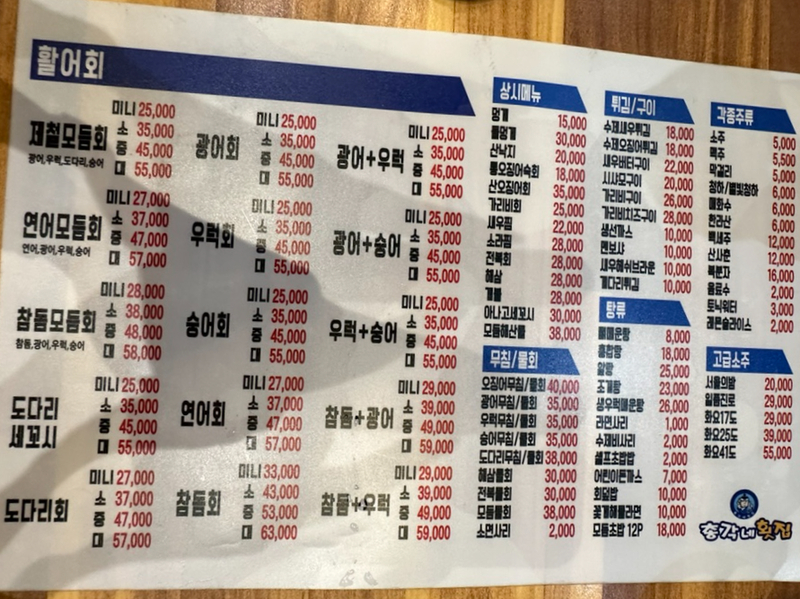 활어회
제철모듬회
광어,우럭,도다리,숭어
미니 25,000
소 35,000
중 45,000
대 55,000
연어모듬회
연어,광어,우럭,숭어
미니 27,000
소 37,000
중 47,000
대 57,000
참돔모듬회
참돔,광어,우럭,숭어
미니 28,000
소 38,000
중 48,000
대 58,000
도다리
세꼬시
미니 25,000
소 35,000
중 45,000
대 55,000
도다리회
미니 27,000
소 37,000
중 47,000
대 57,000
광어회
미니 25,000
소 35,000
중 45,000
대 55,000
우럭회
미니 25,000
소 35,000
중 45,000
대 55,000
숭어회
미니 25,000
소 35,000
중 45,000
대 55,000
연어회
미니 27,000
소 37,000
중 47,000
대 57,000
참돔회
미니 33,000
소 43,000
중 53,000
대 63,000
광어+우럭
미니 25,000
소 35,000
중 45,000
대 55,000
광어+숭어
미니 25,000
소 35,000
중 45,000
대 55,000
우럭+숭어
미니 25,000
소 35,000
중 45,000
대 55,000
참돔+광어
미니 29,000
소 39,000
중 49,000
대 59,000
참돔+우럭
미니 29,000
소 39,000
중 49,000
대 59,000
상시메뉴
멍게 15,000
돌멍게 30,000
산낙지 20,000
통오징어숙회 18,000
산오징어회 35,000
가리비회 25,000
새우찜 22,000
소라찜 28,000
전복회 28,000
해삼 28,000
개불 28,000
아나고세꼬시 30,000
모듬해산물 38,000
무침/물회
오징어무침/물회 40,000
광어무침/물회 35,000
우럭무침/물회 35,000
숭어무침/물회 35,000
도다리무침/물회 38,000
해삼물회 30,000
전복물회 30,000
모듬물회 38,000
소면사리 2,000
튀김/구이
수제새우튀김 18,000
수제오징어튀김 18,000
새우버터구이 22,000
시샤모구이 20,000
가리비구이 26,000
가리비치즈구이 28,000
생선까스 10,000
멘보샤 10,000
새우해쉬브라운 10,000
게다리튀김 10,000
탕류
물매운탕 8,000
홍합탕 18,000
알탕 25,000
조개탕 23,000
생우럭매운탕 26,000
라면사리 1,000
수제비사리 2,000
셀프초밥밥 2,000
어린이돈까스 7,000
회덮밥 10,000
꽃게해물라면 10,000
모듬초밥 12P 18,000
각종주류
소주 5,000
맥주 5,500
막걸리 5,000
청하/별빛청하 6,000
매화수 6,000
한라산 6,000
백세주 12,000
산사춘 12,000
복분자 16,000
음료수 2,000
토닉워터 3,000
레몬슬라이스 2,000
고급소주
서울의밤 20,000
일품진로 29,000
화요17도 29,000
화요25도 39,000
화요41도 55,000
총각네횟집